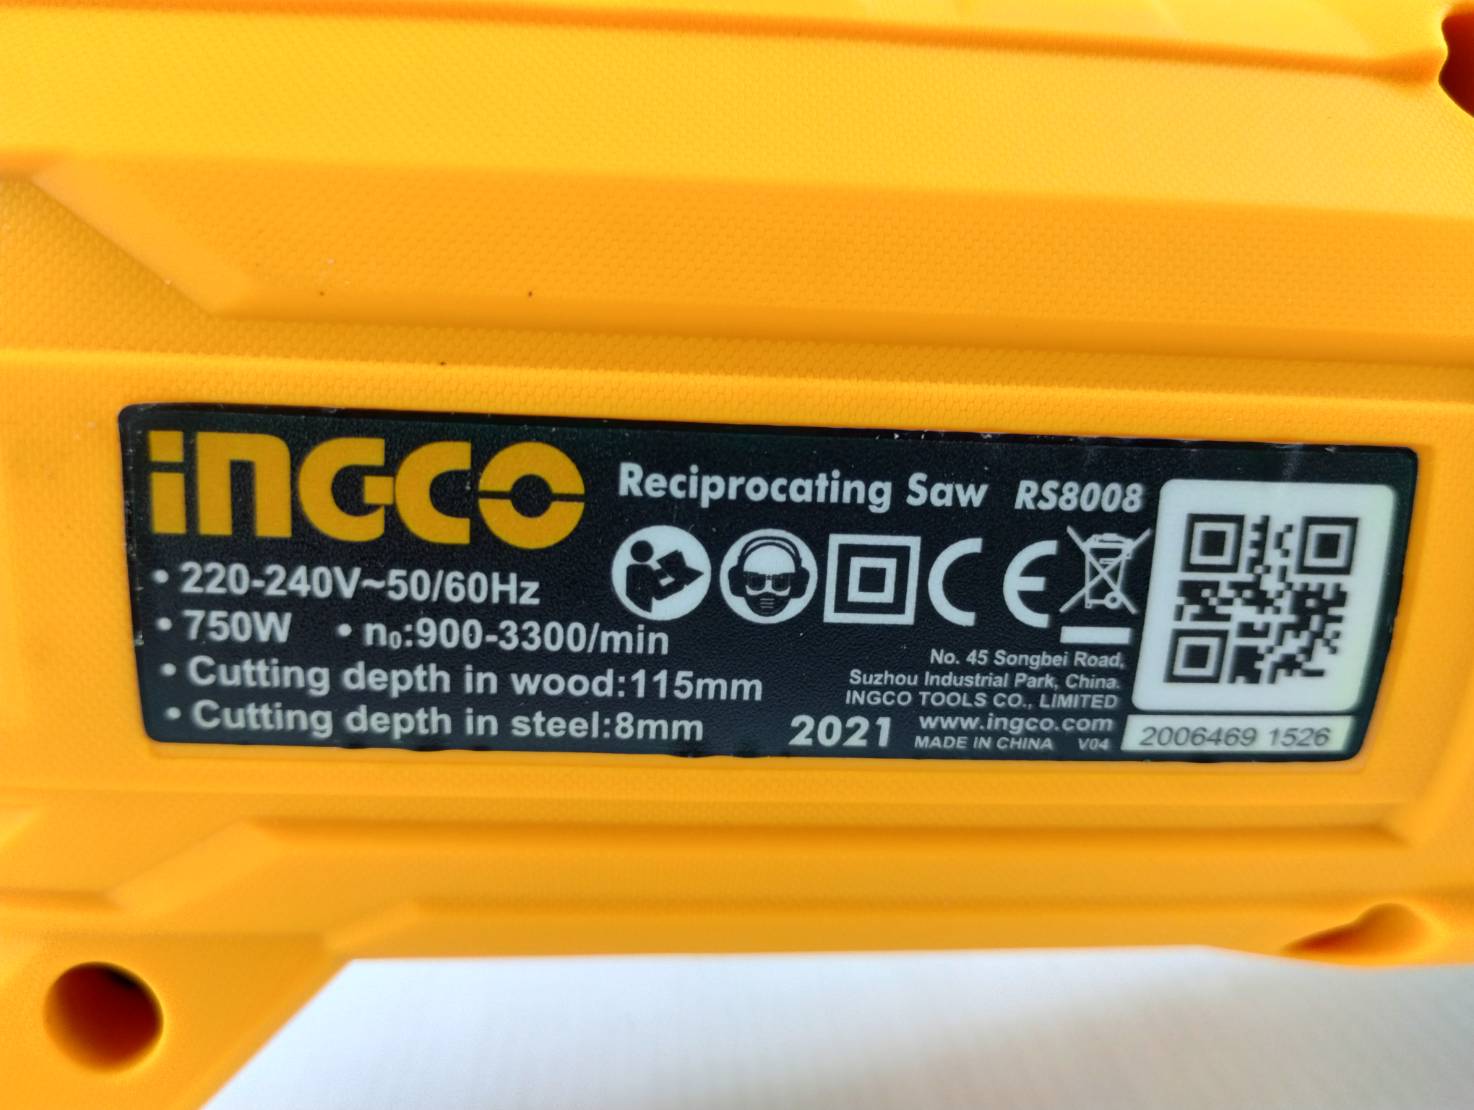 INGCO
Reciprocating Saw RS8008
• 220-240V~50/60Hz
• 750W • n₀:900-3300/min
• Cutting depth in wood:115mm
• Cutting depth in steel:8mm
CE
No. 45 Songbei Road,
Suzhou Industrial Park, China.
INGCO TOOLS CO., LIMITED
2021 www.ingco.com
MADE IN CHINA V04
2006469 1526